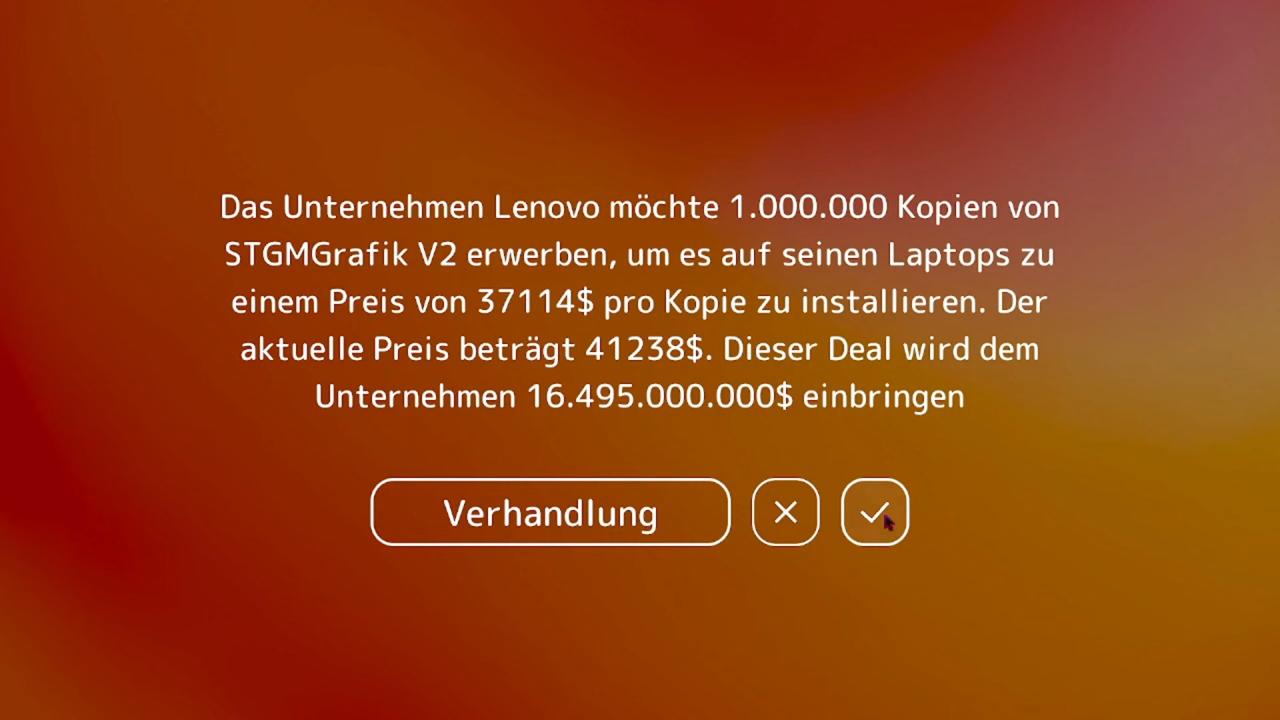 Das Unternehmen Lenovo möchte 1.000.000 Kopien von
STGMGrafik V2 erwerben, um es auf seinen Laptops zu
einem Preis von 37114$ pro Kopie zu installieren. Der
aktuelle Preis beträgt 41238$. Dieser Deal wird dem
Unternehmen 16.495.000.000$ einbringen
Verhandlung